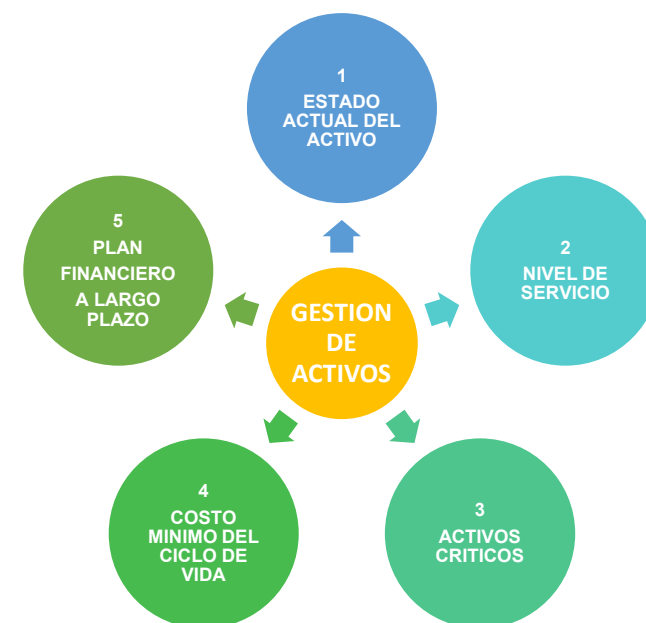 1
ESTADO
ACTUAL DEL
ACTIVO
2
NIVEL DE
SERVICIO
3
ACTIVOS
CRITICOS
4
COSTO
MINIMO DEL
CICLO DE
VIDA
5
PLAN
FINANCIERO
A LARGO
PLAZO
GESTION
DE
ACTIVOS